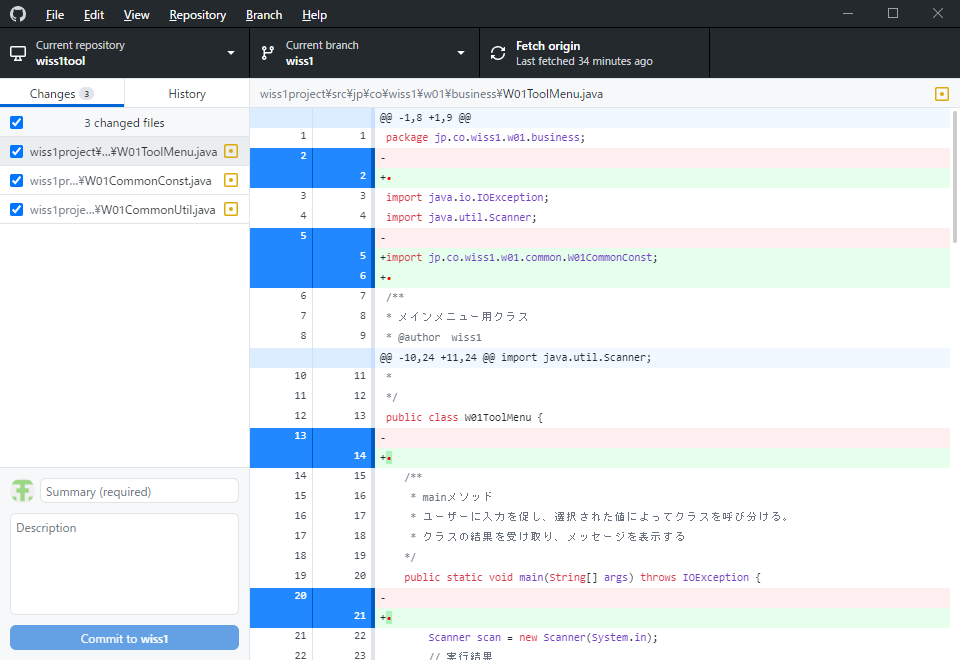 File Edit View Repository Branch Help
Current repository
wiss1tool
Current branch
wiss1
Fetch origin
Last fetched 34 minutes ago
Changes 3
History
3 changed files
wiss1project¥...¥W01ToolMenu.java
wiss1pr...¥W01CommonConst.java
wiss1proje...¥W01CommonUtil.java
Summary (required)
Description
Commit to wiss1
wiss1project¥src¥jp¥co¥wiss1¥w01¥business¥W01ToolMenu.java
@@ -1,8 +1,9 @@
1 1 package jp.co.wiss1.w01.business;
2 -
2 +
3 3 import java.io.IOException;
4 4 import java.util.Scanner;
5 -
5 +import jp.co.wiss1.w01.common.W01CommonConst;
6 +
6 7 /**
7 8 * メインメニュー用クラス
8 9 * @author wiss1
@@ -10,24 +11,24 @@ import java.util.Scanner;
10 11 *
11 12 */
12 13 public class W01ToolMenu {
13 -
14 +
14 15 /**
15 16 * mainメソッド
16 17 * ユーザーに入力を促し、選択された値によってクラスを呼び分ける。
17 18 * クラスの結果を受け取り、メッセージを表示する
18 19 */
19 20 public static void main(String[] args) throws IOException {
20 -
21 +
21 22 Scanner scan = new Scanner(System.in);
22 23 // 実行結果